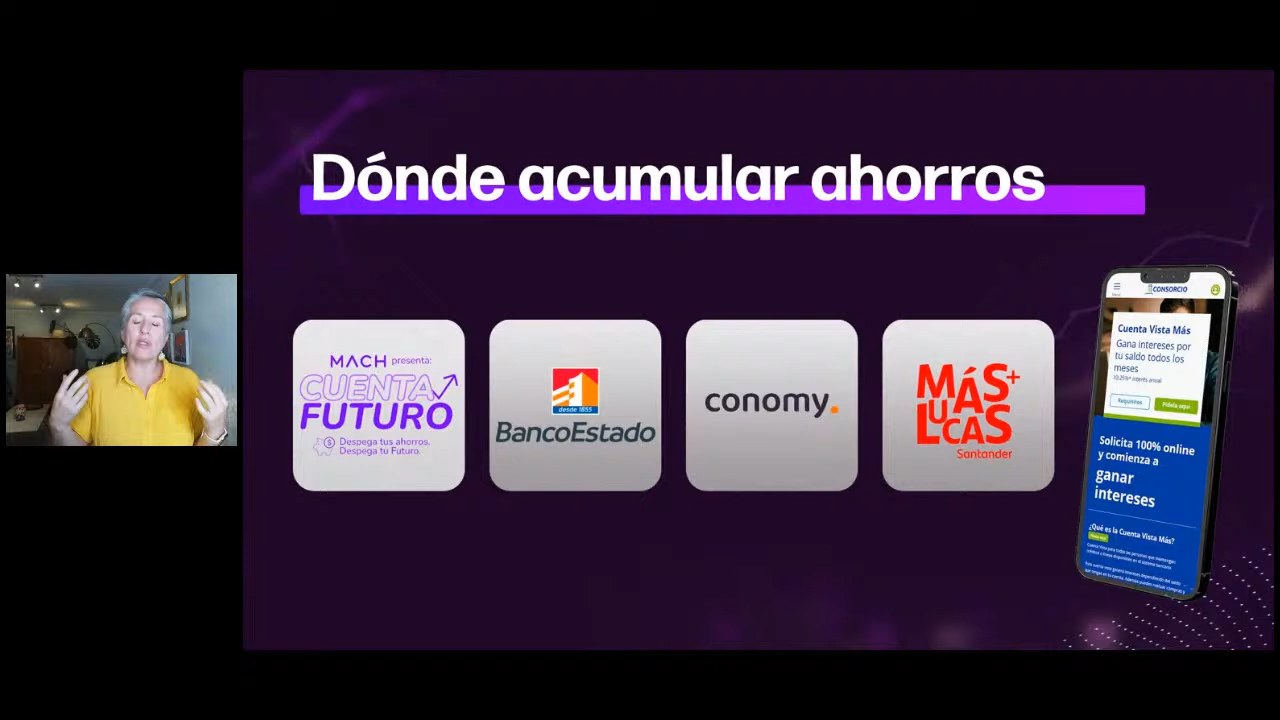 Dónde acumular ahorros
MACH presenta:
CUENTA
FUTURO
Despega tus ahorros.
Despega tu Futuro.
desde 1855
BancoEstado
conomy.
MÁS+
LUCAS
Santander
CONSORCIO
Cuenta Vista Más
Gana intereses por
tu saldo todos los
meses
Requisitos
Pídela aquí
Solicita 100% online
y comienza a
ganar
intereses
¿Qué es la Cuenta Vista Más?